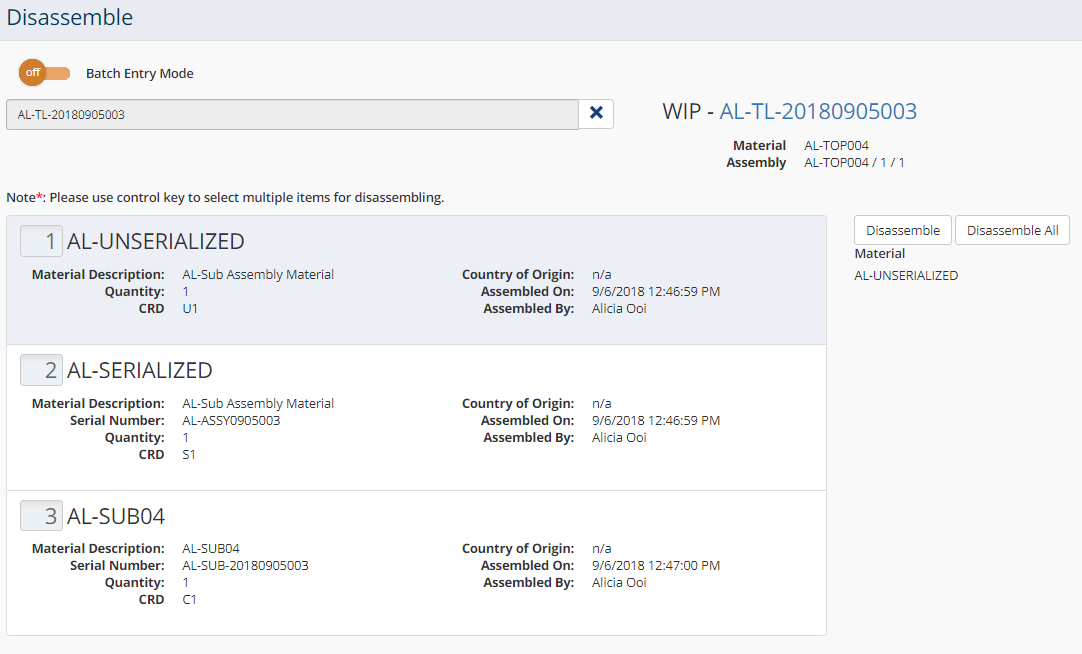 Disassemble
off Batch Entry Mode
AL-TL-20180905003
WIP - AL-TL-20180905003
Material AL-TOP004
Assembly AL-TOP004 / 1 / 1
Note*: Please use control key to select multiple items for disassembling.
1 AL-UNSERIALIZED
Material Description: AL-Sub Assembly Material Country of Origin: n/a
Quantity: 1 Assembled On: 9/6/2018 12:46:59 PM
CRD U1 Assembled By: Alicia Ooi
2 AL-SERIALIZED
Material Description: AL-Sub Assembly Material Country of Origin: n/a
Serial Number: AL-ASSY0905003 Assembled On: 9/6/2018 12:46:59 PM
Quantity: 1 Assembled By: Alicia Ooi
CRD S1
3 AL-SUB04
Material Description: AL-SUB04 Country of Origin: n/a
Serial Number: AL-SUB-20180905003 Assembled On: 9/6/2018 12:47:00 PM
Quantity: 1 Assembled By: Alicia Ooi
CRD C1
Disassemble Disassemble All
Material
AL-UNSERIALIZED